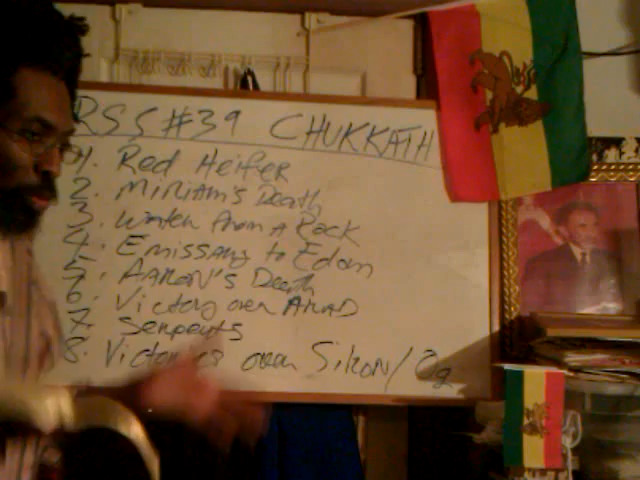 RSS #39 CHUKKATH
1. Red Heifer
2. MiRiAM's Death
3. Water from A Rock
4. Emissary to Edom
5. AARON'S Death
6. Victory over ARAD
7. Serpents
8. Victories over SiHON/Og